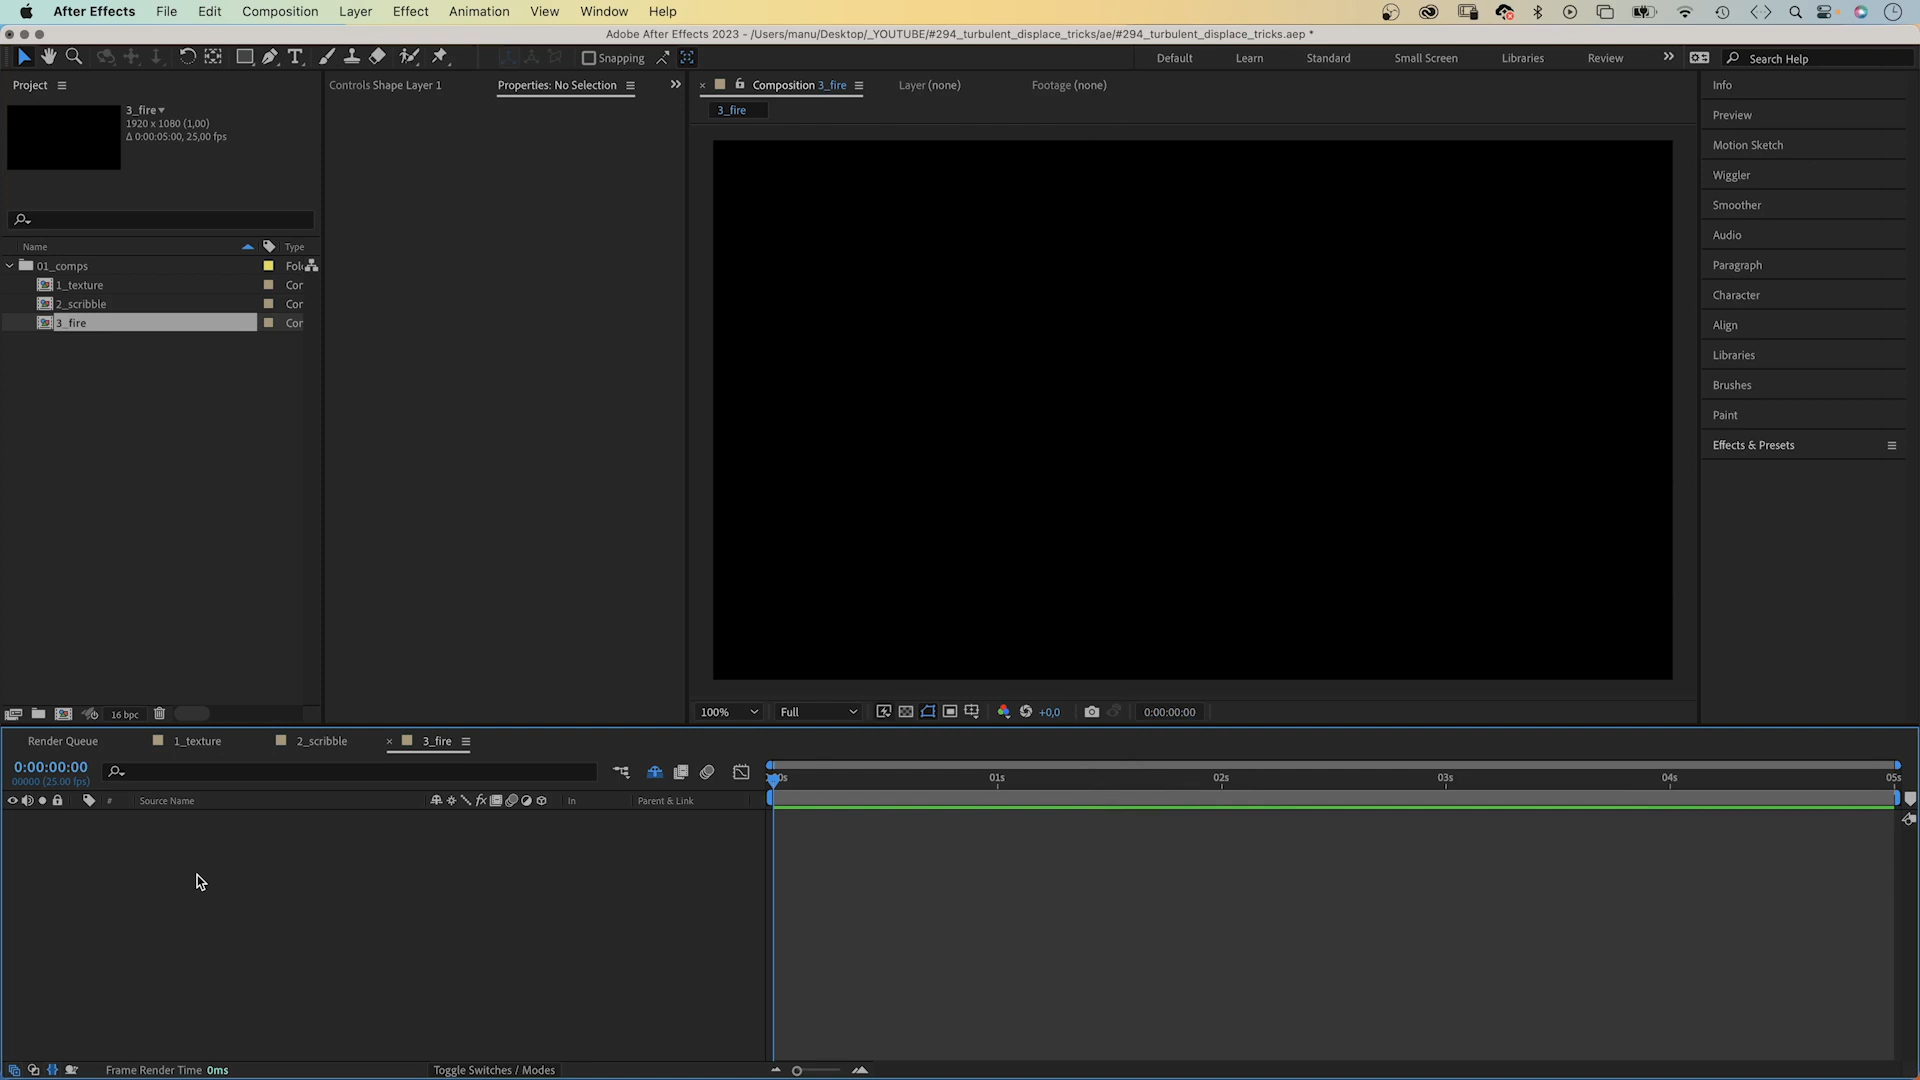 After Effects File Edit Composition Layer Effect Animation View Window Help
Adobe After Effects 2023 - /Users/manu/Desktop/_YOUTUBE/#294_turbulent_displace_tricks/ae/#294_turbulent_displace_tricks.aep *
Snapping
Default Learn Standard Small Screen Libraries Review
Search Help
Project
Controls Shape Layer 1
Properties: No Selection
Composition 3_fire
Layer (none)
Footage (none)
3_fire
3_fire
1920 x 1080 (1,00)
Δ 0:00:05:00, 25,00 fps
Name Type
01_comps Fol
1_texture Cor
2_scribble Cor
3_fire Cor
Info
Preview
Motion Sketch
Wiggler
Smoother
Audio
Paragraph
Character
Align
Libraries
Brushes
Paint
Effects & Presets
16 bpc
100% Full +0,0 0:00:00:00
Render Queue 1_texture 2_scribble 3_fire
0:00:00:00
00000 (25.00 fps)
01s 02s 03s 04s 05s
# Source Name In Parent & Link
Frame Render Time 0ms
Toggle Switches / Modes